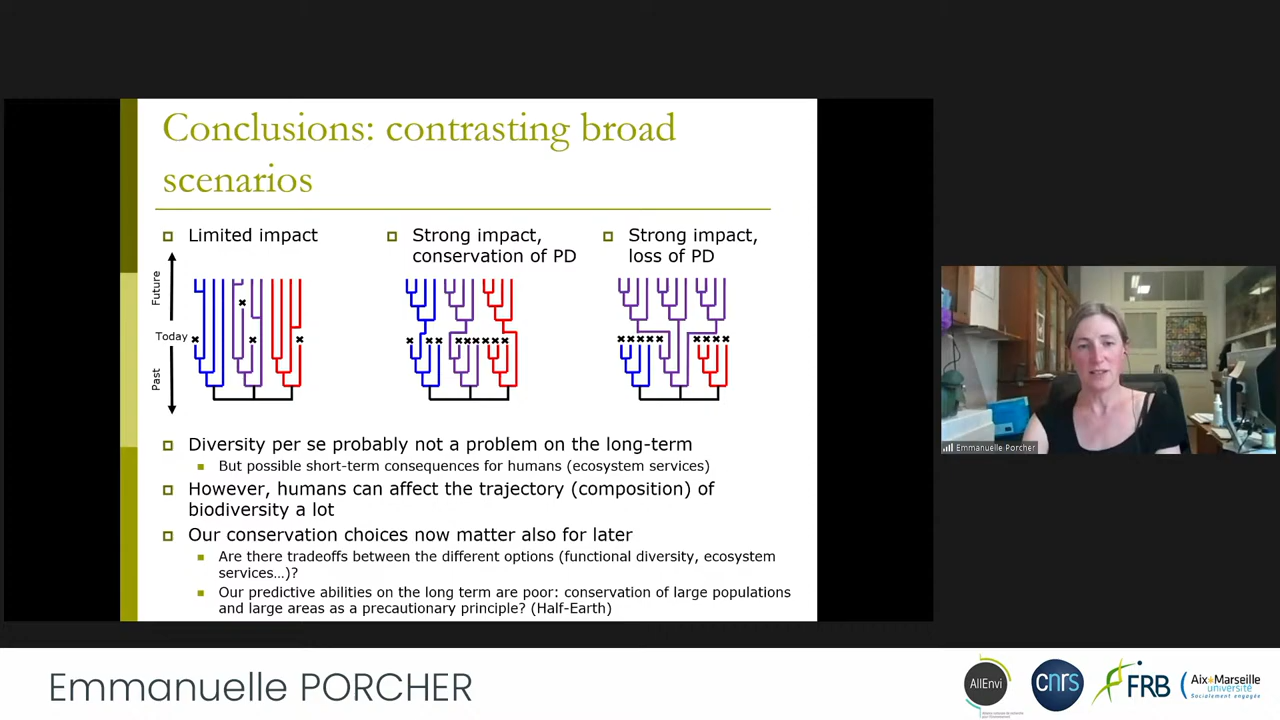 Conclusions: contrasting broad
scenarios
Limited impact
Strong impact,
conservation of PD
Strong impact,
loss of PD
Future
Today
Past
Diversity per se probably not a problem on the long-term
But possible short-term consequences for humans (ecosystem services)
However, humans can affect the trajectory (composition) of
biodiversity a lot
Our conservation choices now matter also for later
Are there tradeoffs between the different options (functional diversity, ecosystem
services…)?
Our predictive abilities on the long term are poor: conservation of large populations
and large areas as a precautionary principle? (Half-Earth)
Emmanuelle Porcher
Emmanuelle PORCHER
AllEnvi
cnrs
FRB
Aix*Marseille
université
Socialement engagée